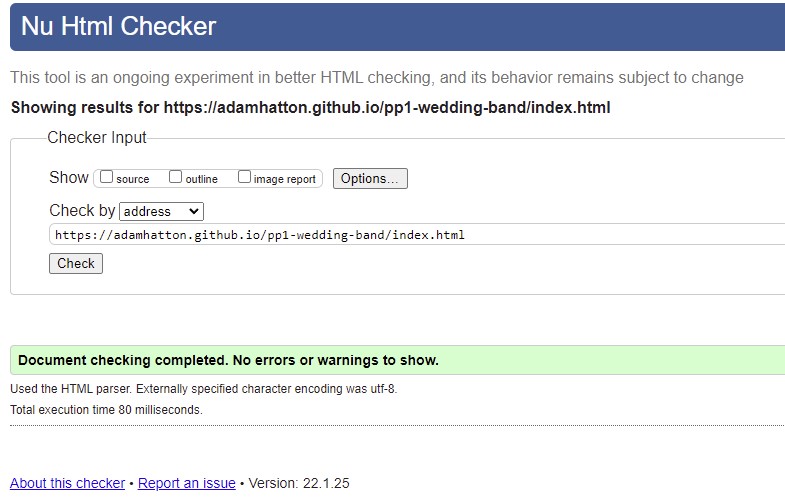 Nu Html Checker
This tool is an ongoing experiment in better HTML checking, and its behavior remains subject to change
Showing results for https://adamhatton.github.io/pp1-wedding-band/index.html
Checker Input
Show source outline image report Options...
Check by address
https://adamhatton.github.io/pp1-wedding-band/index.html
Check
Document checking completed. No errors or warnings to show.
Used the HTML parser. Externally specified character encoding was utf-8.
Total execution time 80 milliseconds.
About this checker • Report an issue • Version: 22.1.25